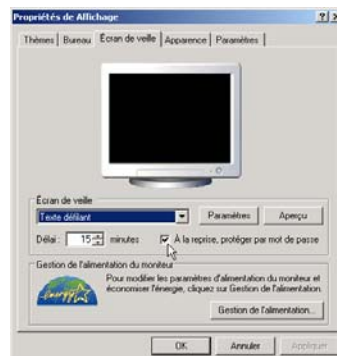 Propriétés de Affichage
Thèmes Bureau Écran de veille Apparence Paramètres
Écran de veille
Texte défilant Paramètres Aperçu
Délai : 15 minutes À la reprise, protéger par mot de passe
Gestion de l'alimentation du moniteur
Pour modifier les paramètres d'alimentation du moniteur et
économiser l'énergie, cliquez sur Gestion de l'alimentation.
energy
Gestion de l'alimentation...
OK Annuler Appliquer